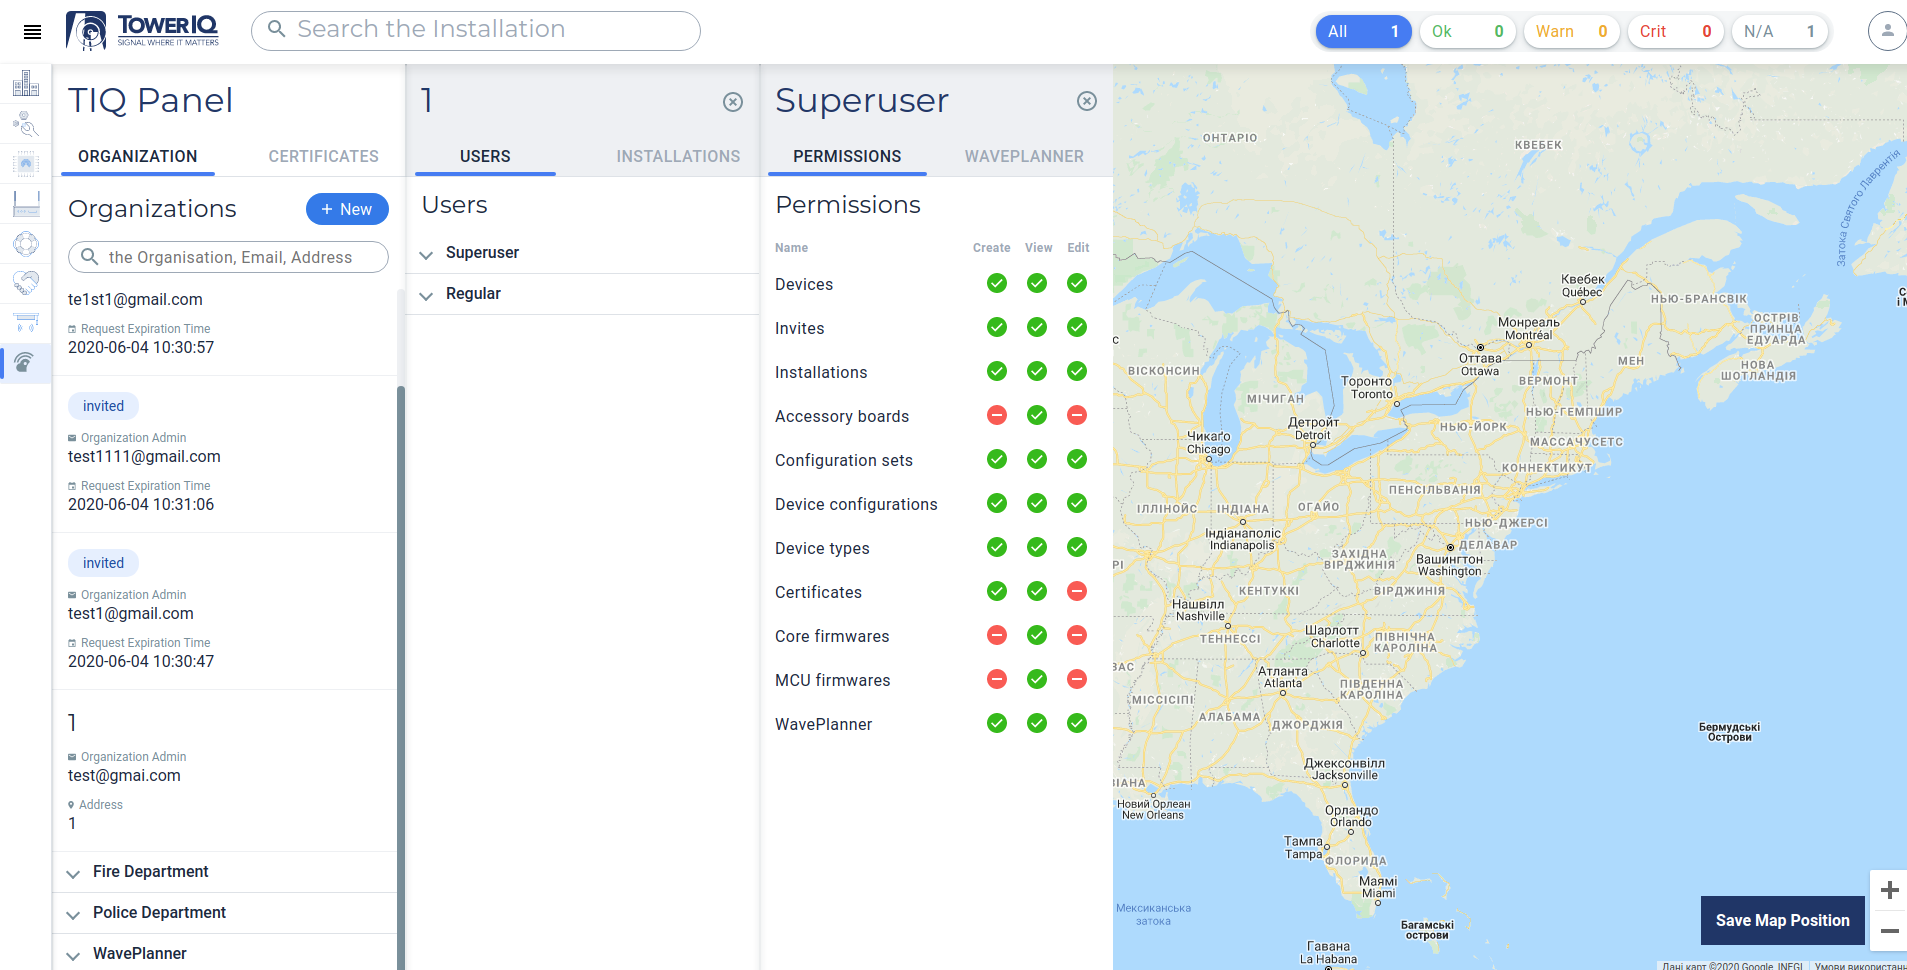 TOWERIQ
SIGNAL WHERE IT MATTERS
Search the Installation
All 1
Ok 0
Warn 0
Crit 0
N/A 1
TIQ Panel
ORGANIZATION
CERTIFICATES
Organizations
+ New
the Organisation, Email, Address
te1st1@gmail.com
Request Expiration Time
2020-06-04 10:30:57
invited
Organization Admin
test1111@gmail.com
Request Expiration Time
2020-06-04 10:31:06
invited
Organization Admin
test1@gmail.com
Request Expiration Time
2020-06-04 10:30:47
1
Organization Admin
test@gmai.com
Address
1
Fire Department
Police Department
WavePlanner
1
USERS
INSTALLATIONS
Users
Superuser
Regular
Superuser
PERMISSIONS
WAVEPLANNER
Permissions
Name Create View Edit
Devices
Invites
Installations
Accessory boards
Configuration sets
Device configurations
Device types
Certificates
Core firmwares
MCU firmwares
WavePlanner
ОНТАРІО
КВЕБЕК
Затока Святого Лаврентія
Квебек
Québec
НЬЮ-БРАНСВІК
ОСТРІВ
ПРИНЦА
ЕДУАРДА
Монреаль
Montréal
Оттава
Ottawa
МЕН
НОВА
ШОТЛАНДІЯ
ВІСКОНСИН
Торонто
Toronto
ВЕРМОНТ
МІЧИГАН
НЬЮ-ГЕМПШИР
Детройт
Detroit
НЬЮ-ЙОРК
Чикаґо
Chicago
МАССАЧУСЕТС
КОННЕКТИКУТ
ПЕНСІЛЬВАНІЯ
ІЛЛІНОЙС
ІНДІАНА
ОГАЙО
НЬЮ-ДЖЕРСІ
Індіанаполіс
Indianapolis
ДЕЛАВАР
ЗАХІДНА
ВІРДЖИНІЯ
Вашингтон
Washington
КЕНТУККІ
ВІРДЖИНІЯ
Нашвілл
Nashville
ТЕННЕССІ
Шарлотт
Charlotte
ПІВНІЧНА
КАРОЛІНА
Атланта
Atlanta
ПІВДЕННА
КАРОЛІНА
МІССІСІПІ
АЛАБАМА
ДЖОРДЖІЯ
Бермудські
Острови
Джексонвілл
Jacksonville
Новий Орлеан
New Orleans
Орландо
Orlando
Тампа
Tampa
ФЛОРИДА
Маямі
Miami
Мексиканська
затока
Багамські
острови
Гавана
La Habana
+
Save Map Position
−
Дані карт ©2020 Google, INEGI
Умови використан